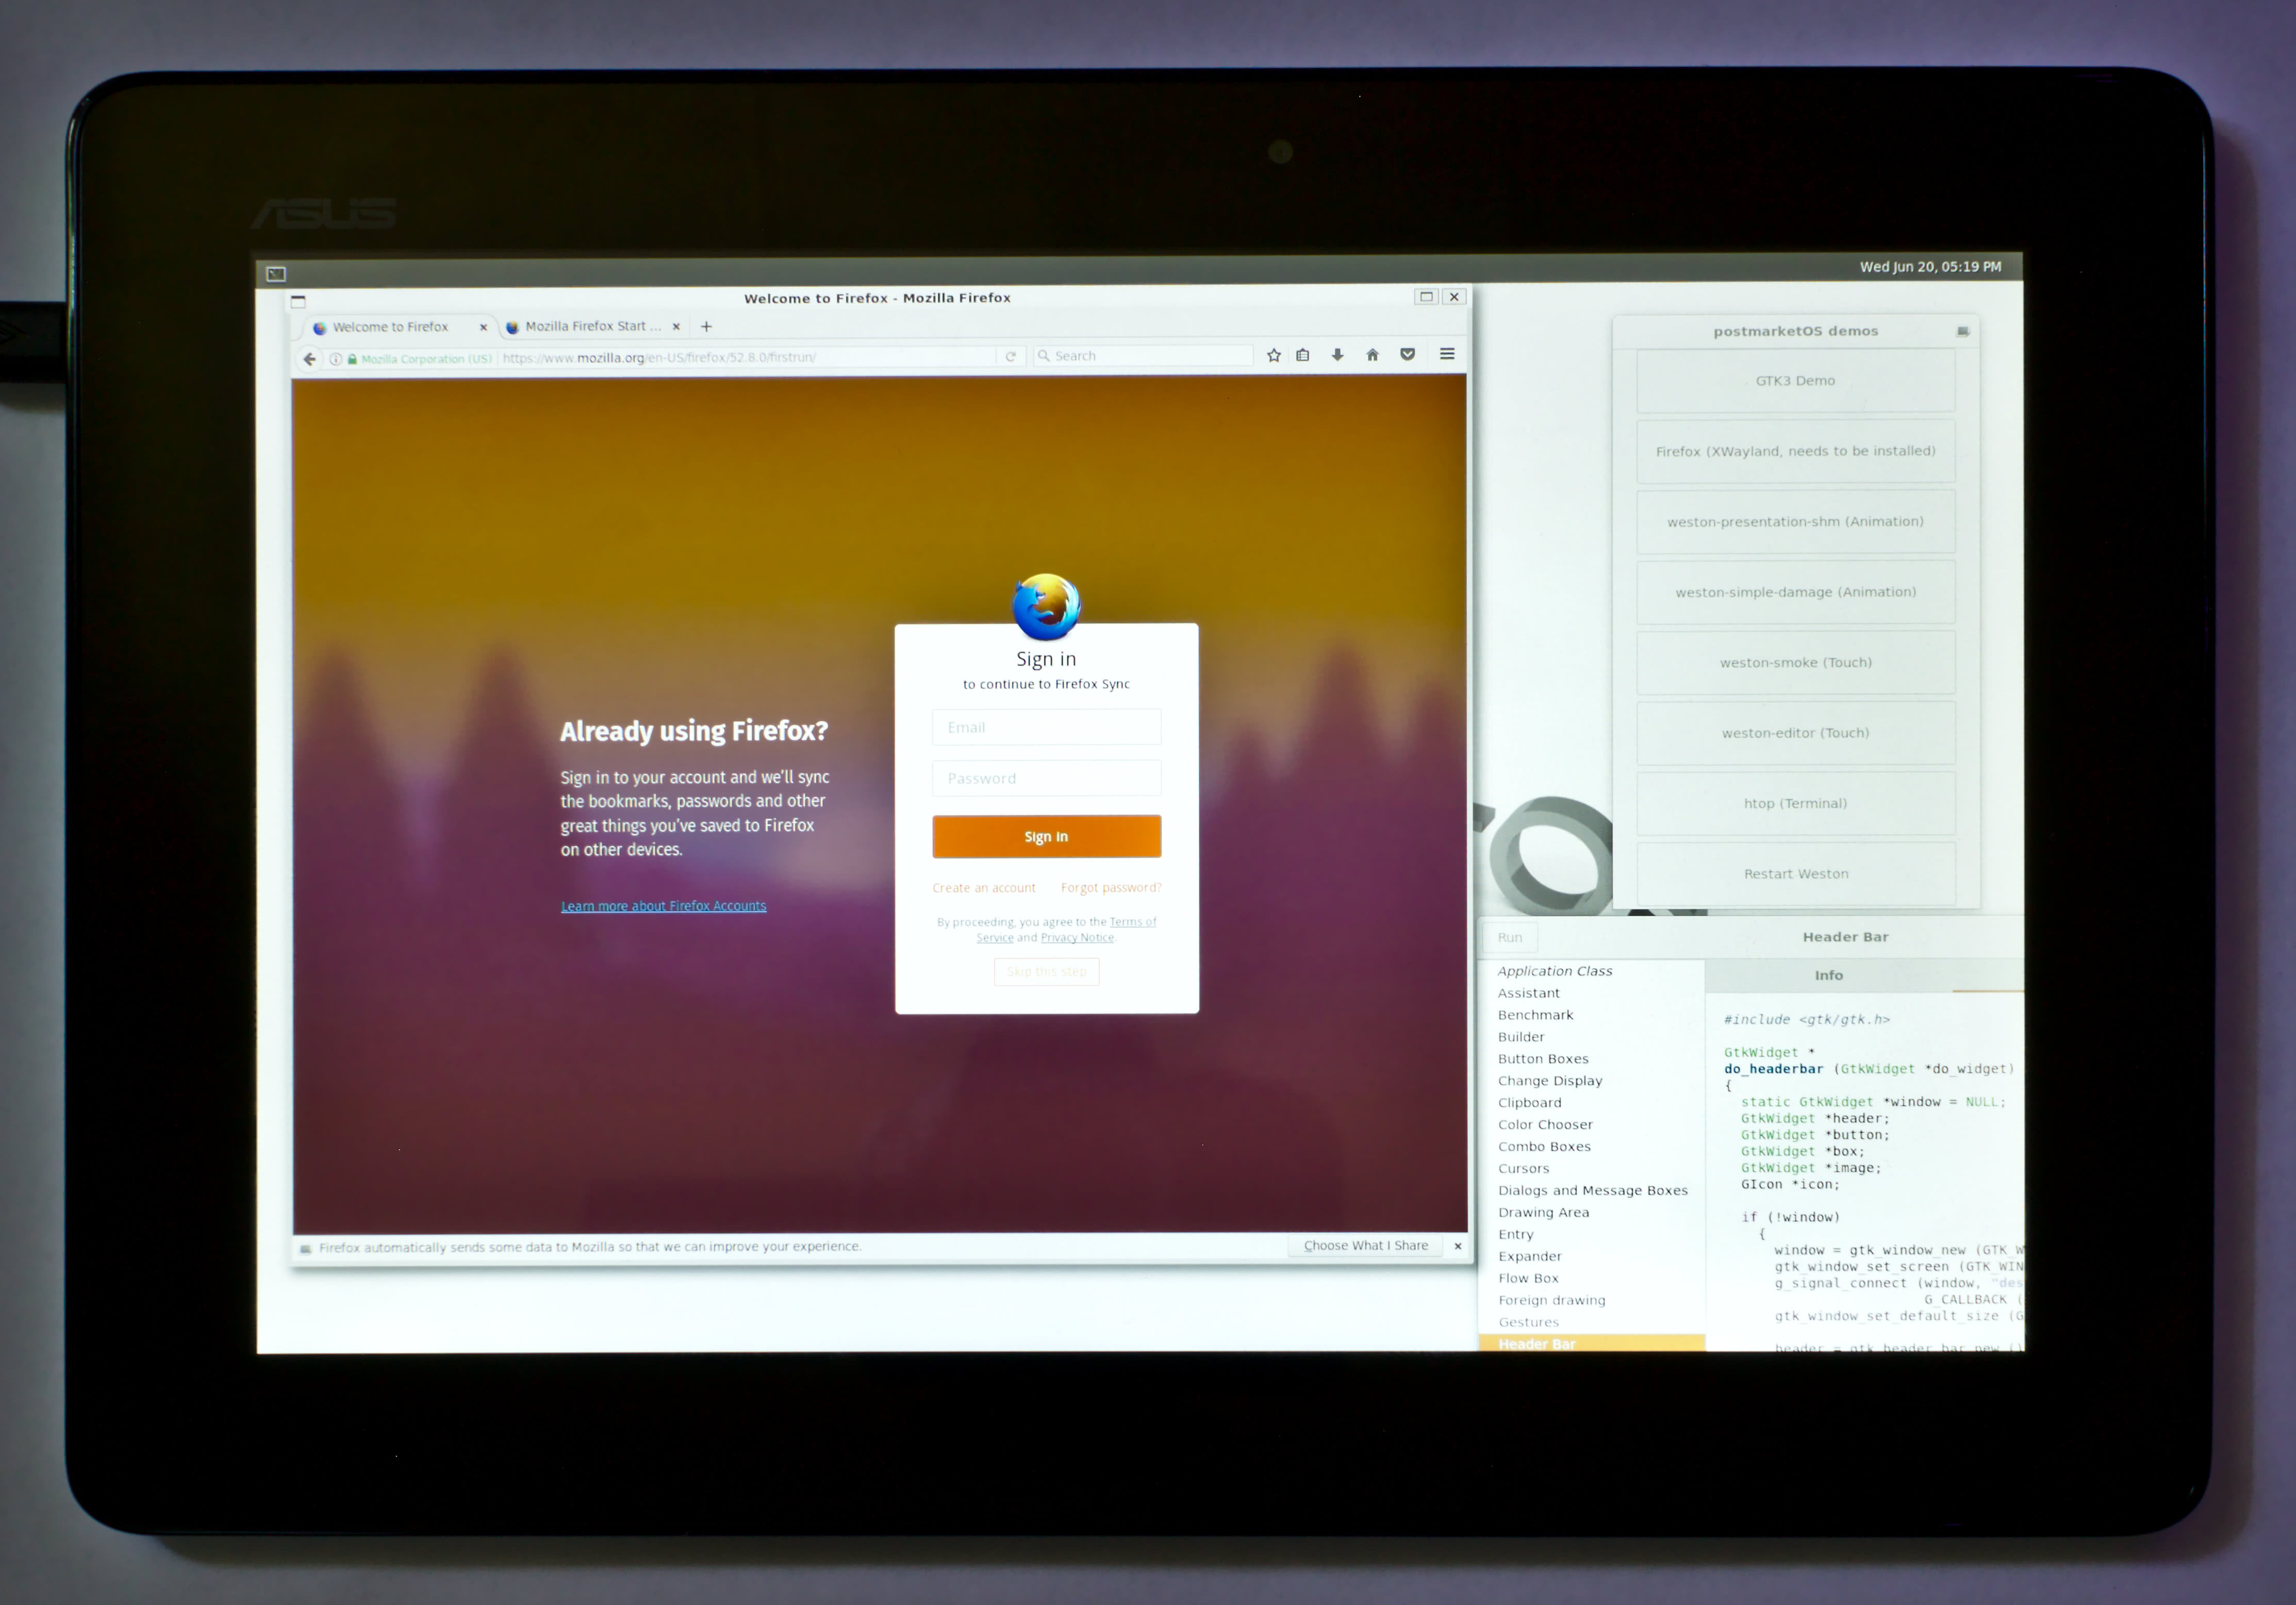 ASUS
Wed Jun 20, 05:19 PM
Welcome to Firefox - Mozilla Firefox
Welcome to Firefox
Mozilla Firefox Start ...
Mozilla Corporation (US)
https://www.mozilla.org/en-US/firefox/52.8.0/firstrun/
Search
Already using Firefox?
Sign in to your account and we'll sync
the bookmarks, passwords and other
great things you've saved to Firefox
on other devices.
Learn more about Firefox Accounts
Sign in
to continue to Firefox Sync
Email
Password
Sign in
Create an account
Forgot password?
By proceeding, you agree to the Terms of
Service and Privacy Notice.
Skip this step
Firefox automatically sends some data to Mozilla so that we can improve your experience.
Choose What I Share
postmarketOS demos
GTK3 Demo
Firefox (XWayland, needs to be installed)
weston-presentation-shm (Animation)
weston-simple-damage (Animation)
weston-smoke (Touch)
weston-editor (Touch)
htop (Terminal)
Restart Weston
Run
Header Bar
Application Class
Assistant
Benchmark
Builder
Button Boxes
Change Display
Clipboard
Color Chooser
Combo Boxes
Cursors
Dialogs and Message Boxes
Drawing Area
Entry
Expander
Flow Box
Foreign drawing
Gestures
Header Bar
Info
#include <gtk/gtk.h>
GtkWidget *
do_headerbar (GtkWidget *do_widget)
{
static GtkWidget *window = NULL;
GtkWidget *header;
GtkWidget *button;
GtkWidget *box;
GtkWidget *image;
GIcon *icon;
if (!window)
{
window = gtk_window_new (GTK_W
gtk_window_set_screen (GTK_WIN
g_signal_connect (window, "des
G_CALLBACK (
gtk_window_set_default_size (G
header = gtk_header_bar_new ()